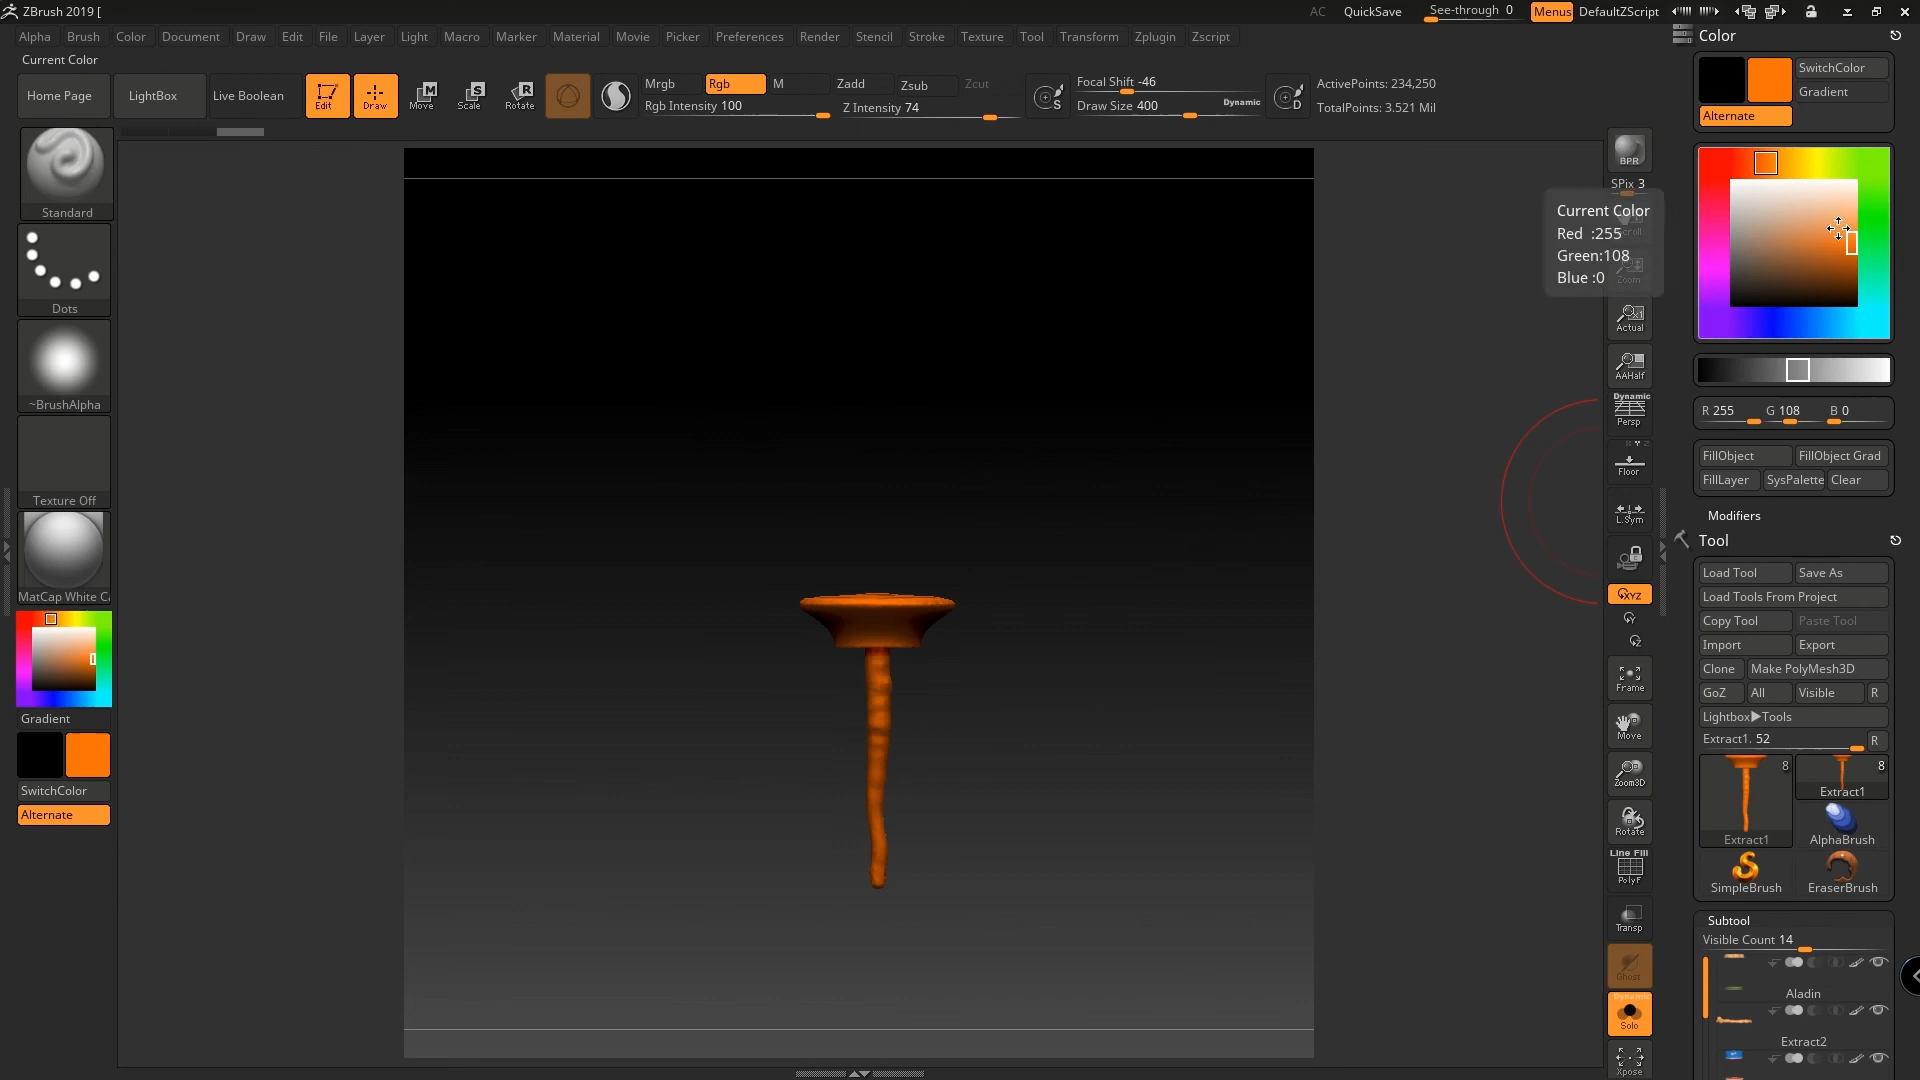 ZBrush 2019 [
AC QuickSave See-through 0 Menus DefaultZScript
Alpha Brush Color Document Draw Edit File Layer Light Macro Marker Material Movie Picker Preferences Render Stencil Stroke Texture Tool Transform Zplugin Zscript
Current Color
Home Page LightBox Live Boolean Edit Draw Move Scale Rotate
Mrgb Rgb M Zadd Zsub Zcut
Rgb Intensity 100 Z Intensity 74
S
Focal Shift -46
Draw Size 400 Dynamic
D
ActivePoints: 234,250
TotalPoints: 3.521 Mil
Standard
Dots
~BrushAlpha
Texture Off
MatCap White C
Gradient
SwitchColor
Alternate
BPR
SPix 3
Current Color
Red :255
Green:108
Blue :0
Scroll
Zoom
Actual
AAHalf
Dynamic
Persp
Floor
L.Sym
XYZ
Y
Z
Frame
Move
Zoom3D
Rotate
Line Fill
PolyF
Transp
Ghost
Dynamic
Solo
Xpose
Color
SwitchColor
Gradient
Alternate
R 255 G 108 B 0
FillObject FillObject Grad
FillLayer SysPalette Clear
Modifiers
Tool
Load Tool Save As
Load Tools From Project
Copy Tool Paste Tool
Import Export
Clone Make PolyMesh3D
GoZ All Visible R
Lightbox▶Tools
Extract1. 52 R
8 8
Extract1
Extract1 AlphaBrush
SimpleBrush EraserBrush
Subtool
Visible Count 14
Aladin
Extract2